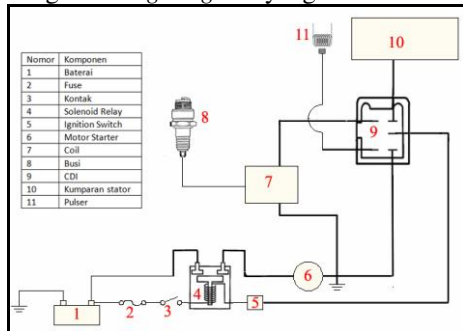 11
10
Nomor Komponen
1 Baterai
2 Fuse
3 Kontak
4 Solenoid Relay
5 Ignition Switch
6 Motor Starter
7 Coil
8 Busi
9 CDI
10 Kumparan stator
11 Pulser
8
9
7
4
6
1
2
3
5